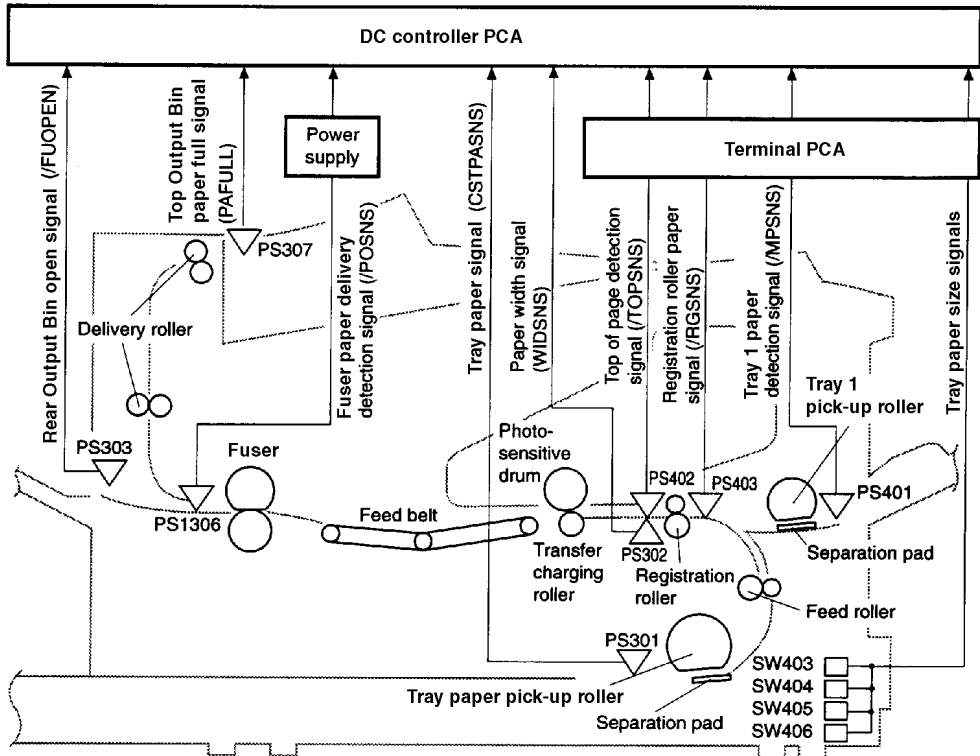 DC controller PCA
Power
supply
Terminal PCA
Rear Output Bin open signal (/FUOPEN)
Top Output Bin
paper full signal
(PAFULL)
Fuser paper delivery
detection signal (/POSNS)
Tray paper signal (CSTPASNS)
Paper width signal
(WIDSNS)
Top of page detection
signal (/TOPSNS)
Registration roller paper
signal (/RGSNS)
Tray 1 paper
detection signal (/MPSNS)
Tray paper size signals
PS307
Delivery roller
Tray 1
pick-up roller
PS303
Fuser
Photo-
sensitive
drum
PS402
PS403
PS401
PS1306
Feed belt
Transfer
charging
roller
PS302
Registration
roller
Separation pad
Feed roller
PS301
Tray paper pick-up roller
Separation pad
SW403
SW404
SW405
SW406